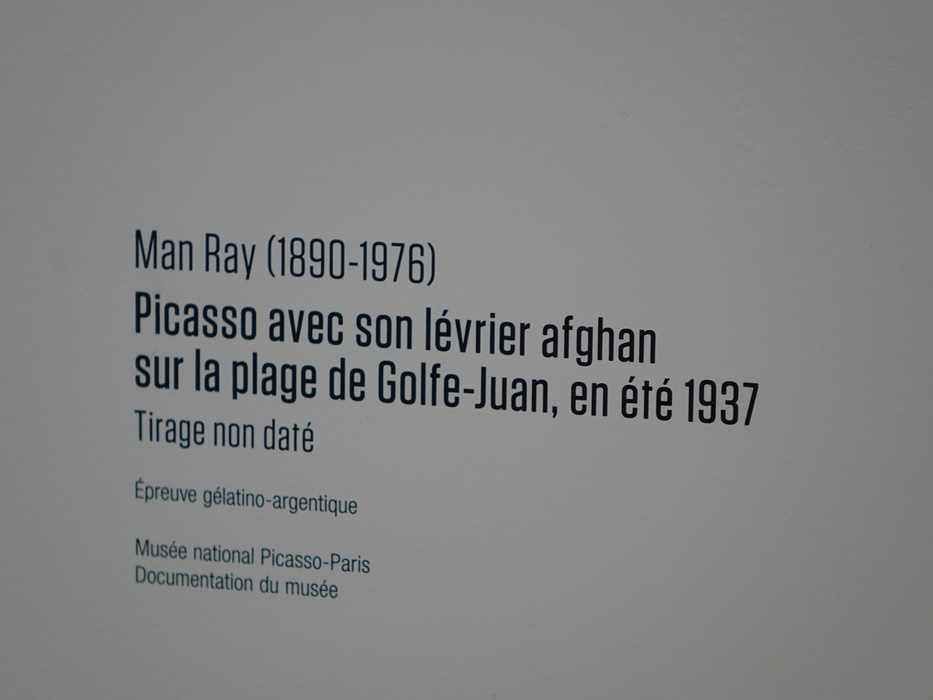 Man Ray (1890-1976)
Picasso avec son lévrier afghan
sur la plage de Golfe-Juan, en été 1937
Tirage non daté
Épreuve gélatino-argentique
Musée national Picasso-Paris
Documentation du musée